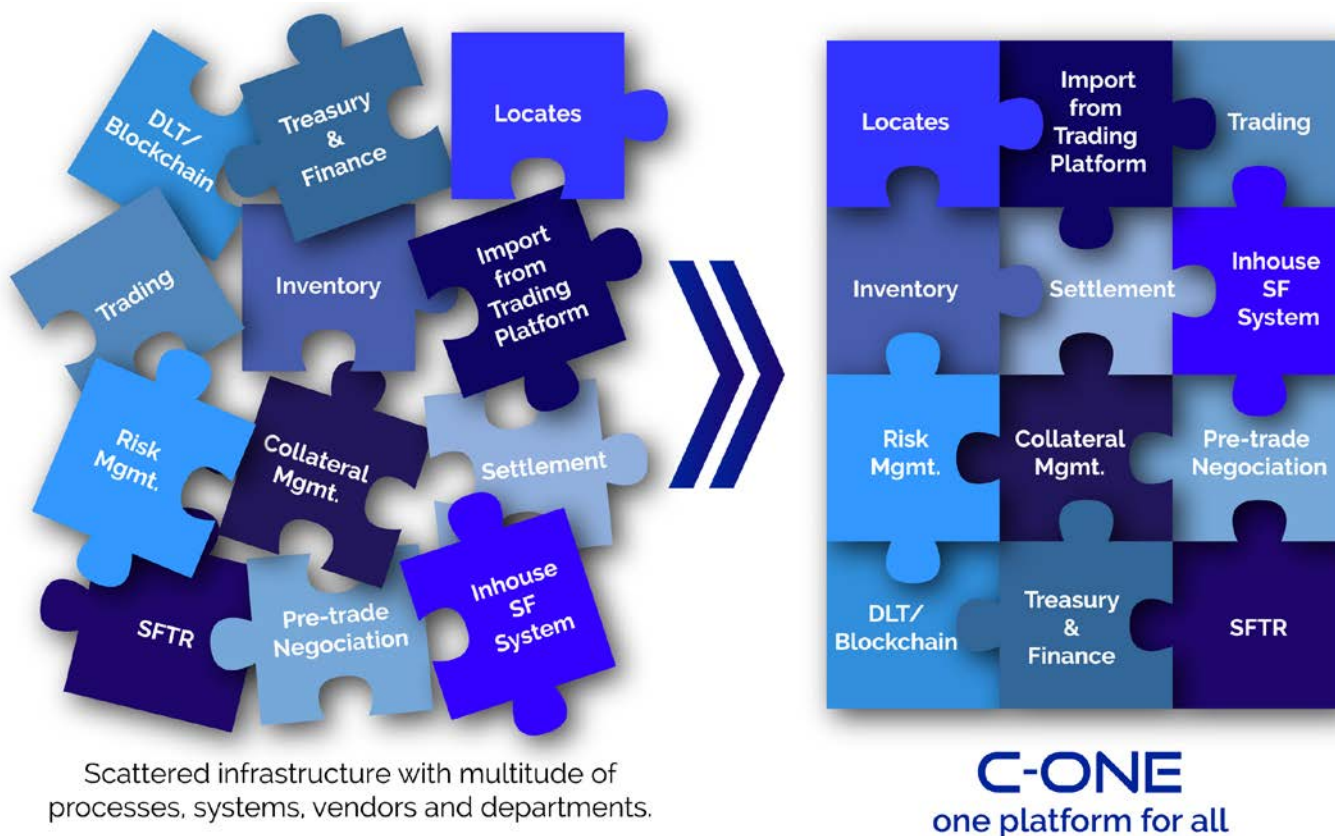 DLT/
Blockchain
Treasury
&
Finance
Locates
Trading
Inventory
Import
from
Trading
Platform
Risk
Mgmt.
Collateral
Mgmt.
Settlement
SFTR
Pre-trade
Negociation
Inhouse
SF
System
Scattered infrastructure with multitude of
processes, systems, vendors and departments.
Locates
Import
from
Trading
Platform
Trading
Inventory
Settlement
Inhouse
SF
System
Risk
Mgmt.
Collateral
Mgmt.
Pre-trade
Negociation
DLT/
Blockchain
Treasury
&
Finance
SFTR
C-ONE
one platform for all